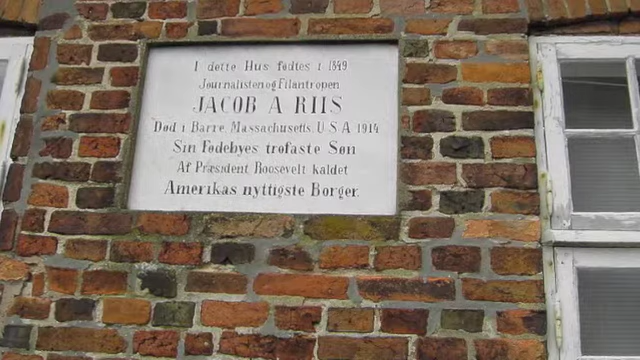 I dette Hus fødtes i 1849
Journalisten og Filantropen
JACOB A RIIS
Død i Barre, Massachusetts. U S A 1914
Sin Fødebyes trofaste Søn
Af Præsident Roosevelt kaldet
Amerikas nyttigste Borger.